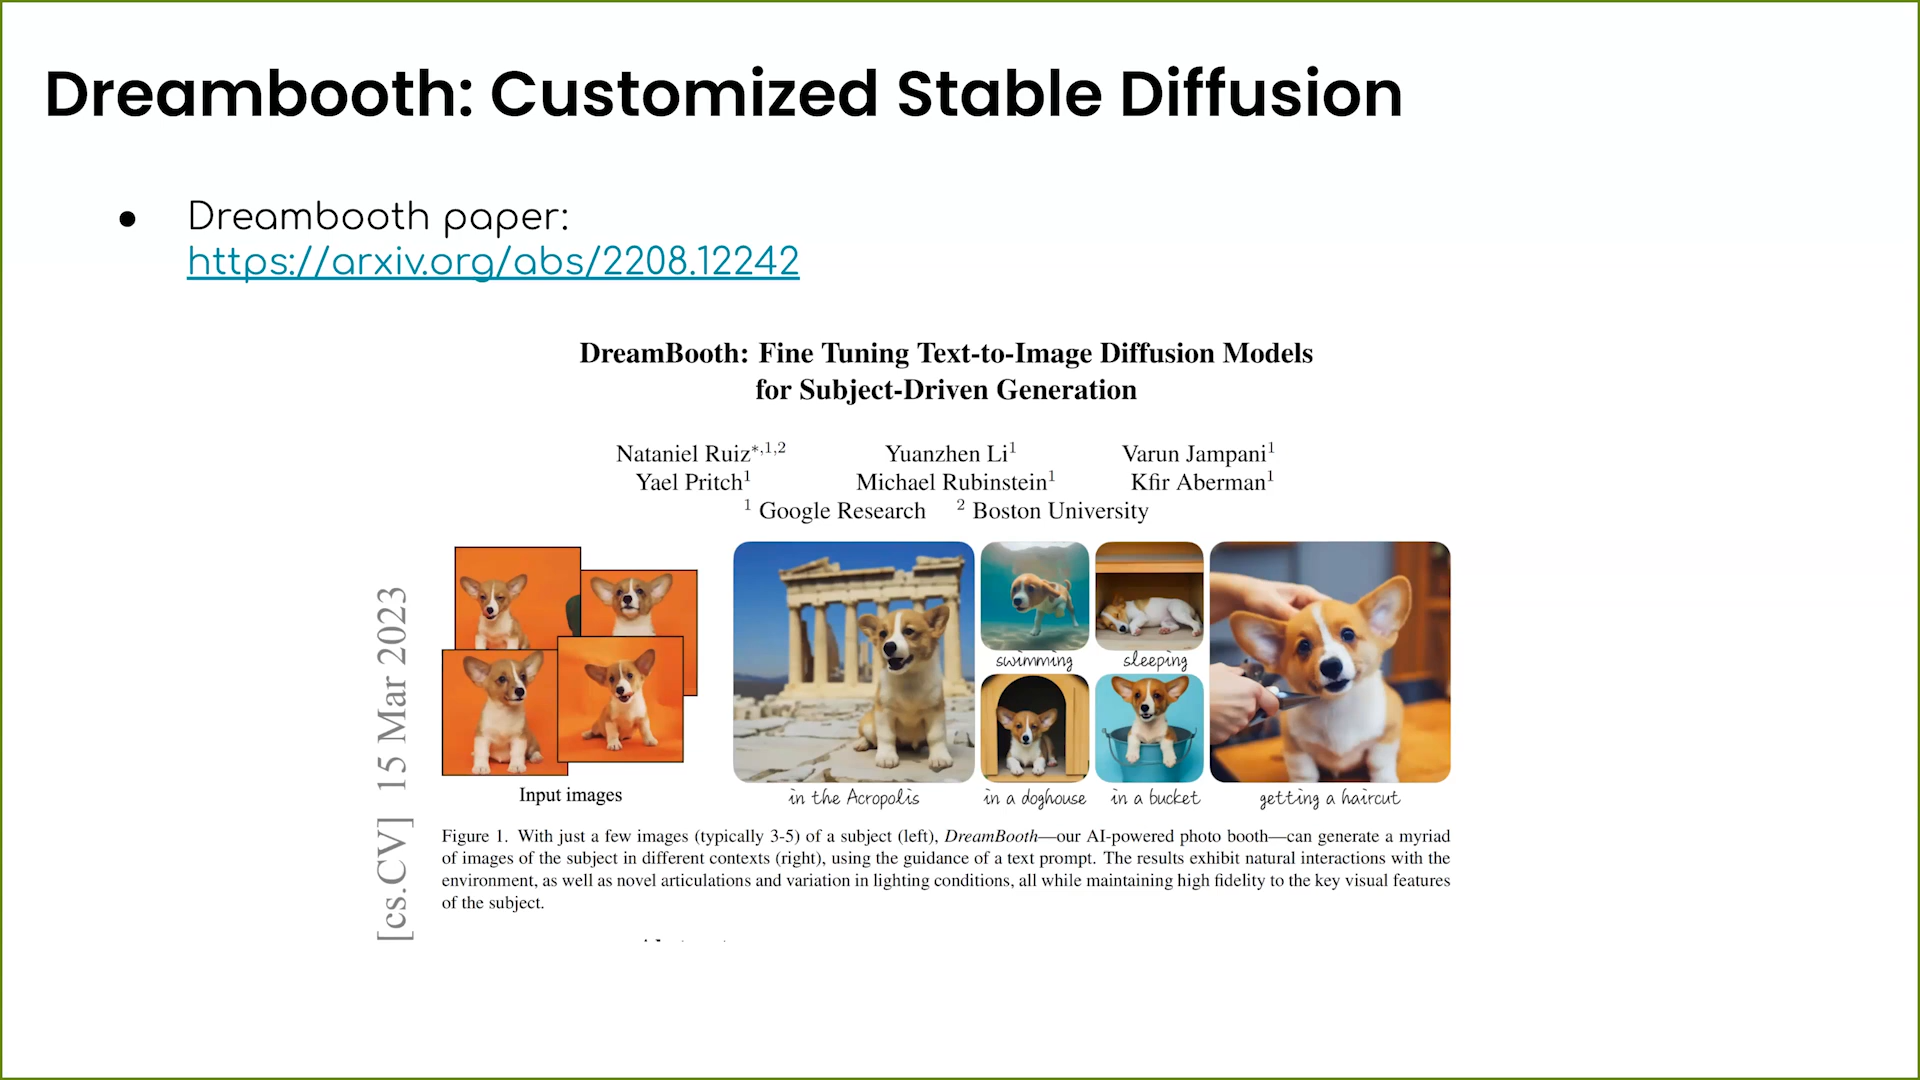 Dreambooth: Customized Stable Diffusion
● Dreambooth paper:
https://arxiv.org/abs/2208.12242
DreamBooth: Fine Tuning Text-to-Image Diffusion Models
for Subject-Driven Generation
Nataniel Ruiz*,1,2 Yuanzhen Li1 Varun Jampani1
Yael Pritch1 Michael Rubinstein1 Kfir Aberman1
1 Google Research 2 Boston University
[cs.CV] 15 Mar 2023
swimming sleeping
Input images in the Acropolis in a doghouse in a bucket getting a haircut
Figure 1. With just a few images (typically 3-5) of a subject (left), DreamBooth—our AI-powered photo booth—can generate a myriad
of images of the subject in different contexts (right), using the guidance of a text prompt. The results exhibit natural interactions with the
environment, as well as novel articulations and variation in lighting conditions, all while maintaining high fidelity to the key visual features
of the subject.